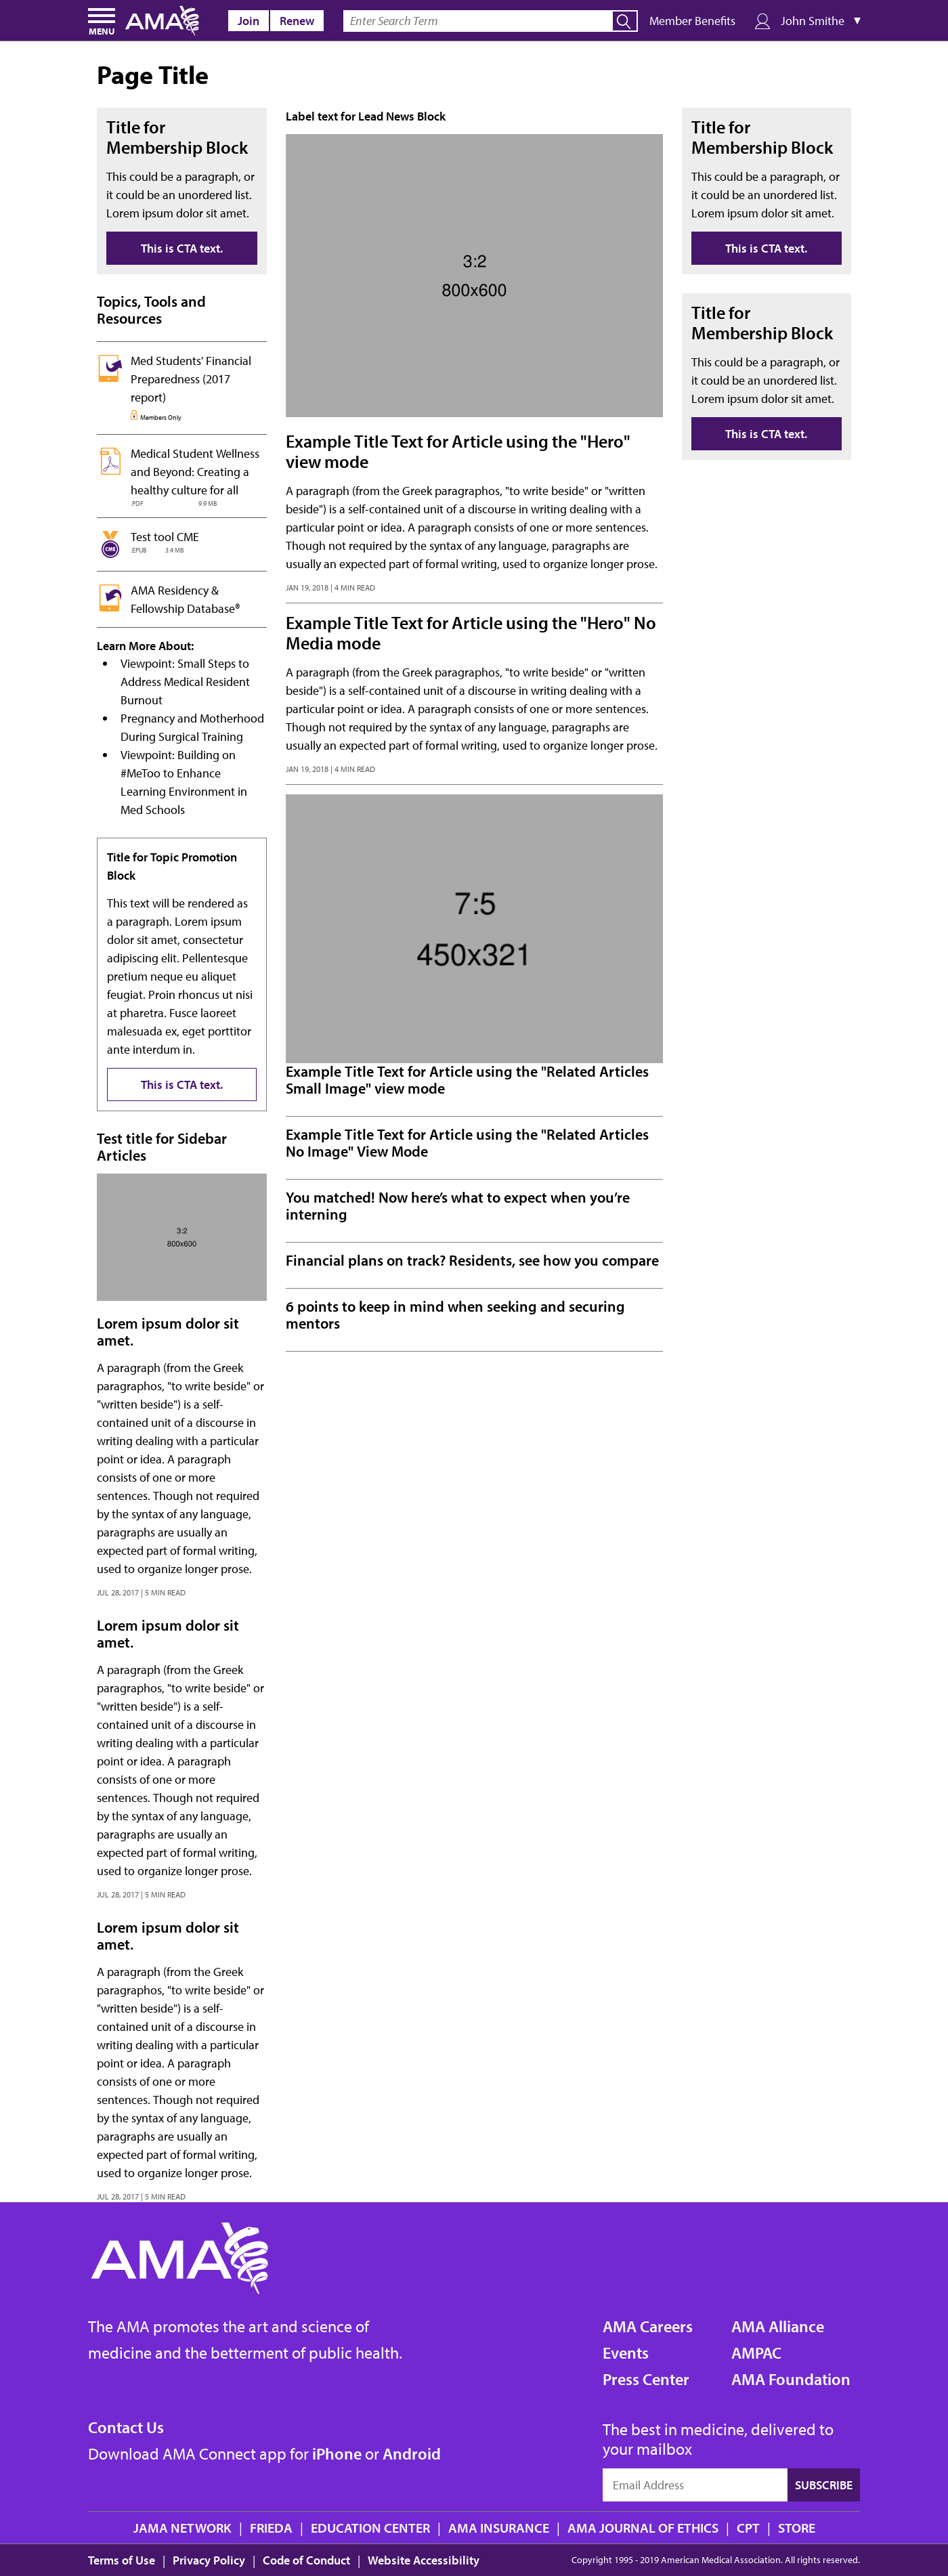 MENU
AMA
Join
Renew
Enter Search Term
Member Benefits
John Smithe
Page Title
Title for
Membership Block
This could be a paragraph, or
it could be an unordered list.
Lorem ipsum dolor sit amet.
This is CTA text.
Topics, Tools and
Resources
Med Students' Financial
Preparedness (2017
report)
Members Only
Medical Student Wellness
and Beyond: Creating a
healthy culture for all
.PDF 9.9 MB
CME
Test tool CME
.EPUB 3.4 MB
AMA Residency &
Fellowship Database®
Learn More About:
Viewpoint: Small Steps to
Address Medical Resident
Burnout
Pregnancy and Motherhood
During Surgical Training
Viewpoint: Building on
#MeToo to Enhance
Learning Environment in
Med Schools
Title for Topic Promotion
Block
This text will be rendered as
a paragraph. Lorem ipsum
dolor sit amet, consectetur
adipiscing elit. Pellentesque
pretium neque eu aliquet
feugiat. Proin rhoncus ut nisi
at pharetra. Fusce laoreet
malesuada ex, eget porttitor
ante interdum in.
This is CTA text.
Test title for Sidebar
Articles
3:2
800x600
Lorem ipsum dolor sit
amet.
A paragraph (from the Greek
paragraphos, "to write beside" or
"written beside") is a self-
contained unit of a discourse in
writing dealing with a particular
point or idea. A paragraph
consists of one or more
sentences. Though not required
by the syntax of any language,
paragraphs are usually an
expected part of formal writing,
used to organize longer prose.
JUL 28, 2017 | 5 MIN READ
Lorem ipsum dolor sit
amet.
A paragraph (from the Greek
paragraphos, "to write beside" or
"written beside") is a self-
contained unit of a discourse in
writing dealing with a particular
point or idea. A paragraph
consists of one or more
sentences. Though not required
by the syntax of any language,
paragraphs are usually an
expected part of formal writing,
used to organize longer prose.
JUL 28, 2017 | 5 MIN READ
Lorem ipsum dolor sit
amet.
A paragraph (from the Greek
paragraphos, "to write beside" or
"written beside") is a self-
contained unit of a discourse in
writing dealing with a particular
point or idea. A paragraph
consists of one or more
sentences. Though not required
by the syntax of any language,
paragraphs are usually an
expected part of formal writing,
used to organize longer prose.
JUL 28, 2017 | 5 MIN READ
Label text for Lead News Block
3:2
800x600
Example Title Text for Article using the "Hero"
view mode
A paragraph (from the Greek paragraphos, "to write beside" or "written
beside") is a self-contained unit of a discourse in writing dealing with a
particular point or idea. A paragraph consists of one or more sentences.
Though not required by the syntax of any language, paragraphs are
usually an expected part of formal writing, used to organize longer prose.
JAN 19, 2018 | 4 MIN READ
Example Title Text for Article using the "Hero" No
Media mode
A paragraph (from the Greek paragraphos, "to write beside" or "written
beside") is a self-contained unit of a discourse in writing dealing with a
particular point or idea. A paragraph consists of one or more sentences.
Though not required by the syntax of any language, paragraphs are
usually an expected part of formal writing, used to organize longer prose.
JAN 19, 2018 | 4 MIN READ
7:5
450x321
Example Title Text for Article using the "Related Articles
Small Image" view mode
Example Title Text for Article using the "Related Articles
No Image" View Mode
You matched! Now here’s what to expect when you’re
interning
Financial plans on track? Residents, see how you compare
6 points to keep in mind when seeking and securing
mentors
Title for
Membership Block
This could be a paragraph, or
it could be an unordered list.
Lorem ipsum dolor sit amet.
This is CTA text.
Title for
Membership Block
This could be a paragraph, or
it could be an unordered list.
Lorem ipsum dolor sit amet.
This is CTA text.
AMA
The AMA promotes the art and science of
medicine and the betterment of public health.
AMA Careers
Events
Press Center
AMA Alliance
AMPAC
AMA Foundation
Contact Us
Download AMA Connect app for iPhone or Android
The best in medicine, delivered to
your mailbox
Email Address
SUBSCRIBE
JAMA NETWORK | FRIEDA | EDUCATION CENTER | AMA INSURANCE | AMA JOURNAL OF ETHICS | CPT | STORE
Terms of Use | Privacy Policy | Code of Conduct | Website Accessibility
Copyright 1995 - 2019 American Medical Association. All rights reserved.